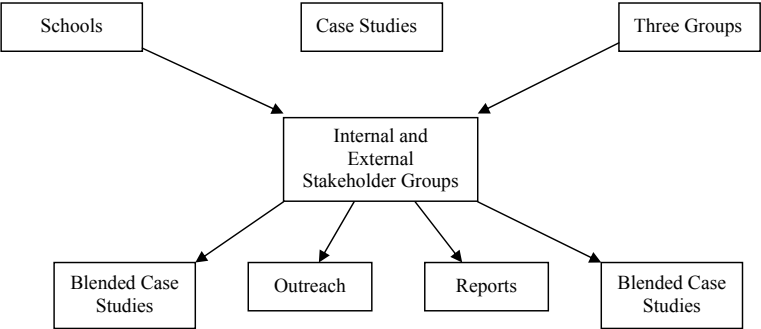 Schools
Case Studies
Three Groups
Internal and
External
Stakeholder Groups
Blended Case
Studies
Outreach
Reports
Blended Case
Studies